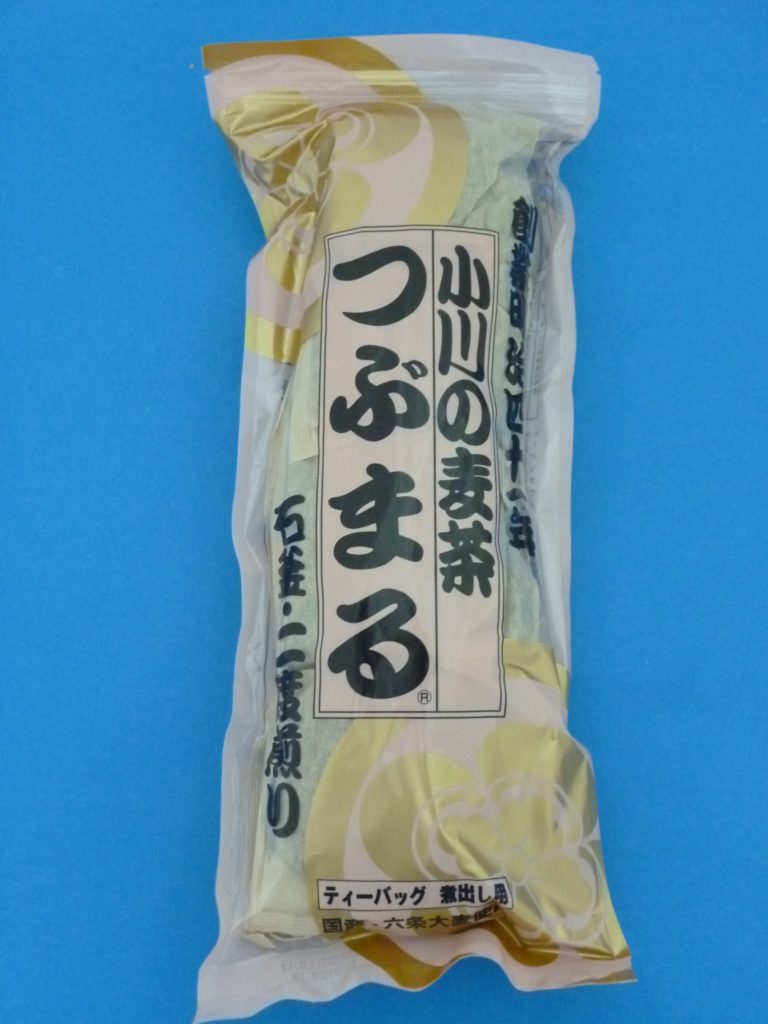 創業明治四十一年
小川の麦茶
つぶまる®
石釜・二度煎り
ティーバッグ 煮出し用
国産・六条大麦使用